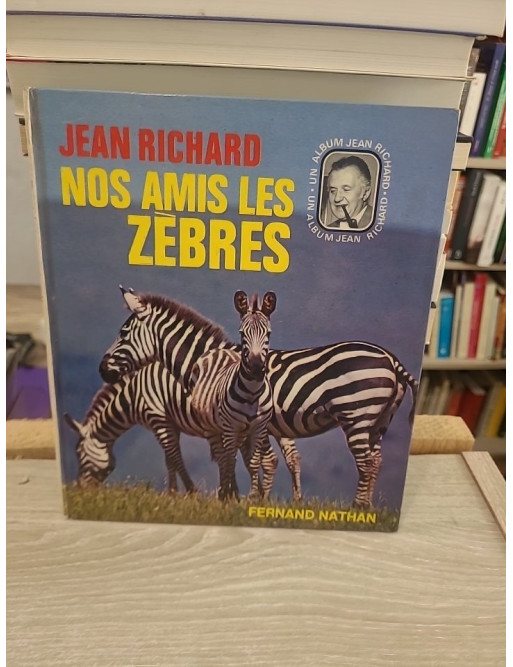 JEAN RICHARD
NOS AMIS LES
ZÈBRES
UN ALBUM JEAN RICHARD • UN ALBUM JEAN RICHARD •
FERNAND NATHAN